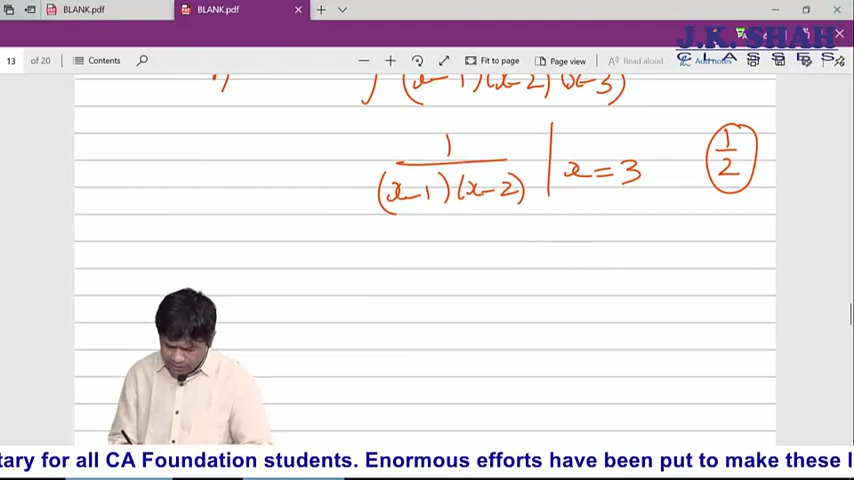 BLANK.pdf
BLANK.pdf
J.K. SHAH
CLASSES
13 of 20
Contents
Fit to page
Page view
Read aloud
Add notes
(x-1)(x-2)(x-3)
1
(x-1)(x-2)
x=3
1
2
tary for all CA Foundation students. Enormous efforts have been put to make these l